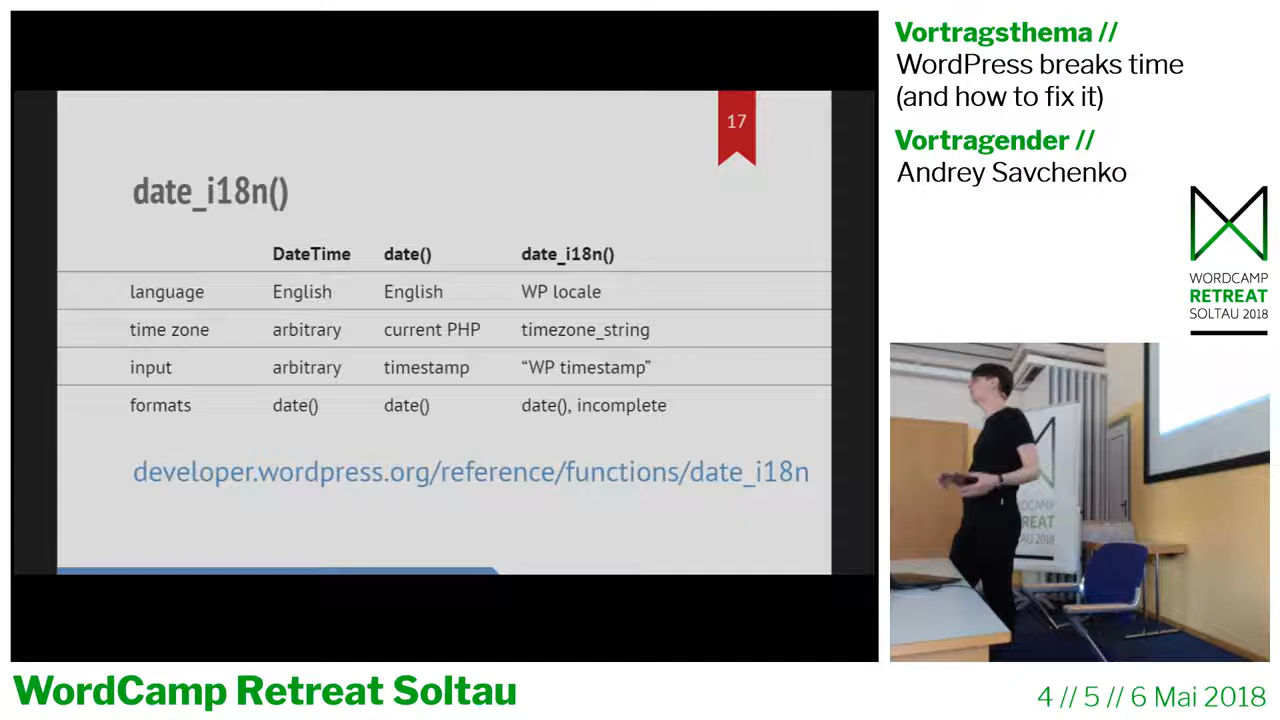 17
date_i18n()
DateTime date() date_i18n()
language English English WP locale
time zone arbitrary current PHP timezone_string
input arbitrary timestamp “WP timestamp”
formats date() date() date(), incomplete
developer.wordpress.org/reference/functions/date_i18n
Vortragsthema //
WordPress breaks time
(and how to fix it)
Vortragender //
Andrey Savchenko
WORDCAMP
RETREAT
SOLTAU 2018
WordCamp Retreat Soltau
4 // 5 // 6 Mai 2018